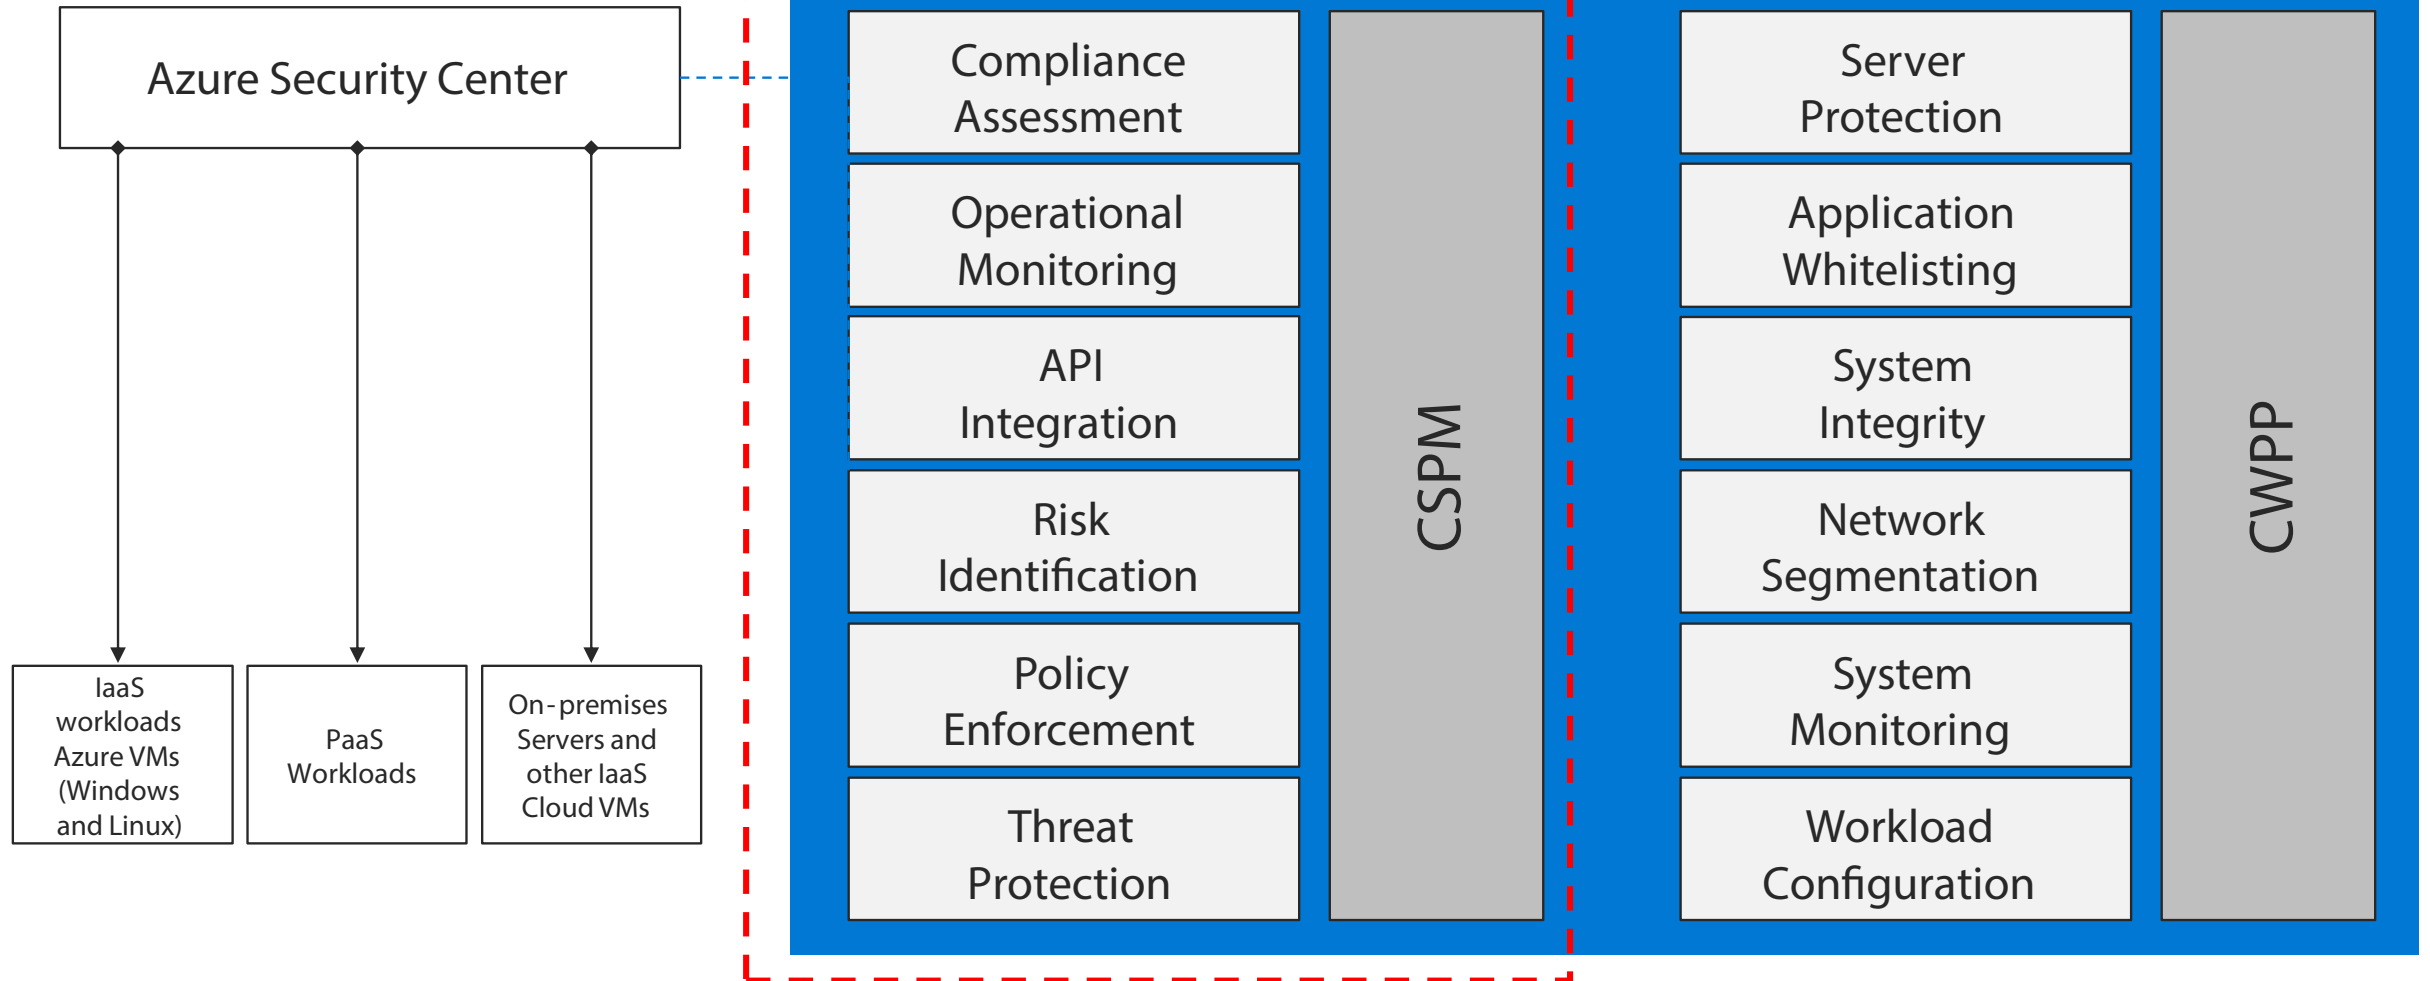 Azure Security Center
IaaS
workloads
Azure VMs
(Windows
and Linux)
PaaS
Workloads
On-premises
Servers and
other IaaS
Cloud VMs
Compliance
Assessment
Operational
Monitoring
API
Integration
Risk
Identification
Policy
Enforcement
Threat
Protection
CSPM
Server
Protection
Application
Whitelisting
System
Integrity
Network
Segmentation
System
Monitoring
Workload
Configuration
CWPP